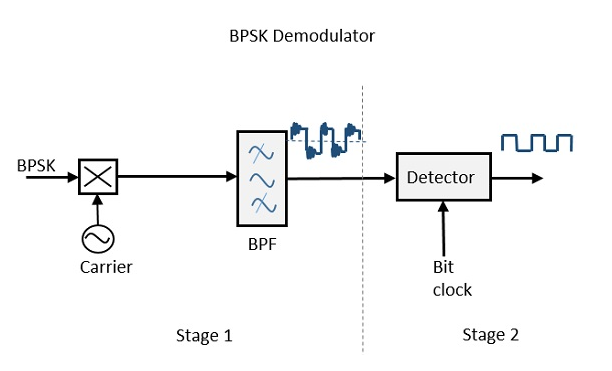 BPSK Demodulator
BPSK
Detector
BPF
Carrier
Bit
clock
Stage 1
Stage 2